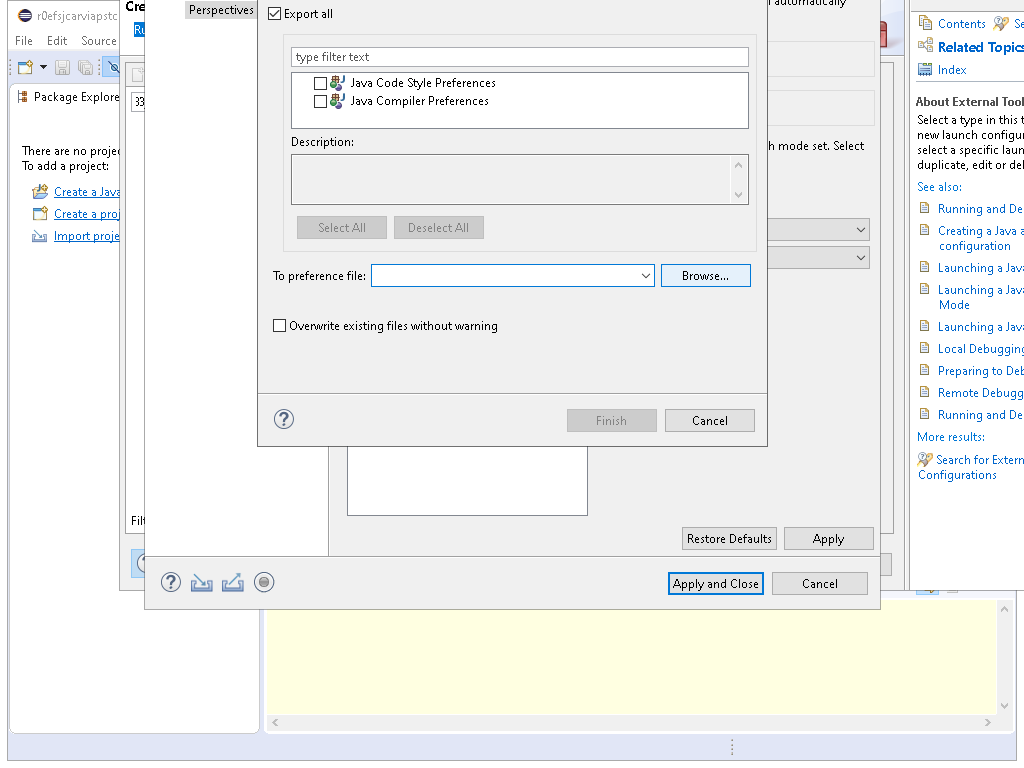 r0efsjcarviapstc
File Edit Source
Package Explore
There are no projec
To add a project:
Create a Java
Create a proj
Import proje
Cre
Ru
33
Filt
Perspectives
Export all
type filter text
Java Code Style Preferences
Java Compiler Preferences
Description:
Select All Deselect All
To preference file: Browse...
Overwrite existing files without warning
Finish Cancel
automatically
h mode set. Select
Restore Defaults Apply
Apply and Close Cancel
Contents Se
Related Topics
Index
About External Tool
Select a type in this t
new launch configur
select a specific laun
duplicate, edit or del
See also:
Running and De
Creating a Java a
configuration
Launching a Java
Launching a Java
Mode
Launching a Java
Local Debugging
Preparing to Deb
Remote Debugg
Running and De
More results:
Search for Extern
Configurations